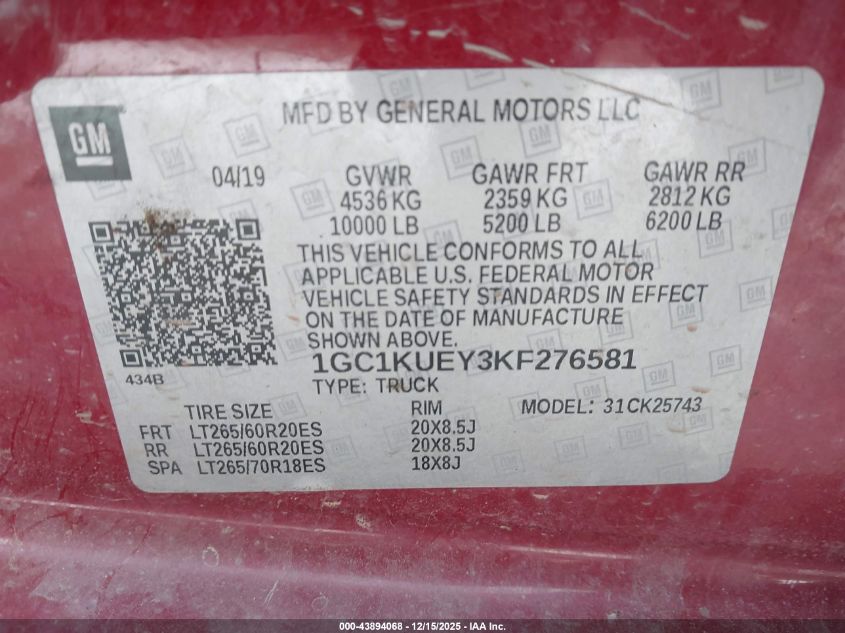 GM
MFD BY GENERAL MOTORS LLC
04/19 GVWR GAWR FRT GAWR RR
4536 KG 2359 KG 2812 KG
10000 LB 5200 LB 6200 LB
THIS VEHICLE CONFORMS TO ALL
APPLICABLE U.S. FEDERAL MOTOR
VEHICLE SAFETY STANDARDS IN EFFECT
ON THE DATE OF MANUFACTURE
SHOWN ABOVE.
434B
1GC1KUEY3KF276581
TYPE: TRUCK
TIRE SIZE RIM MODEL: 31CK25743
FRT LT265/60R20ES 20X8.5J
RR LT265/60R20ES 20X8.5J
SPA LT265/70R18ES 18X8J
000-43894068 - 12/15/2025 - WWW.IAAI.COM